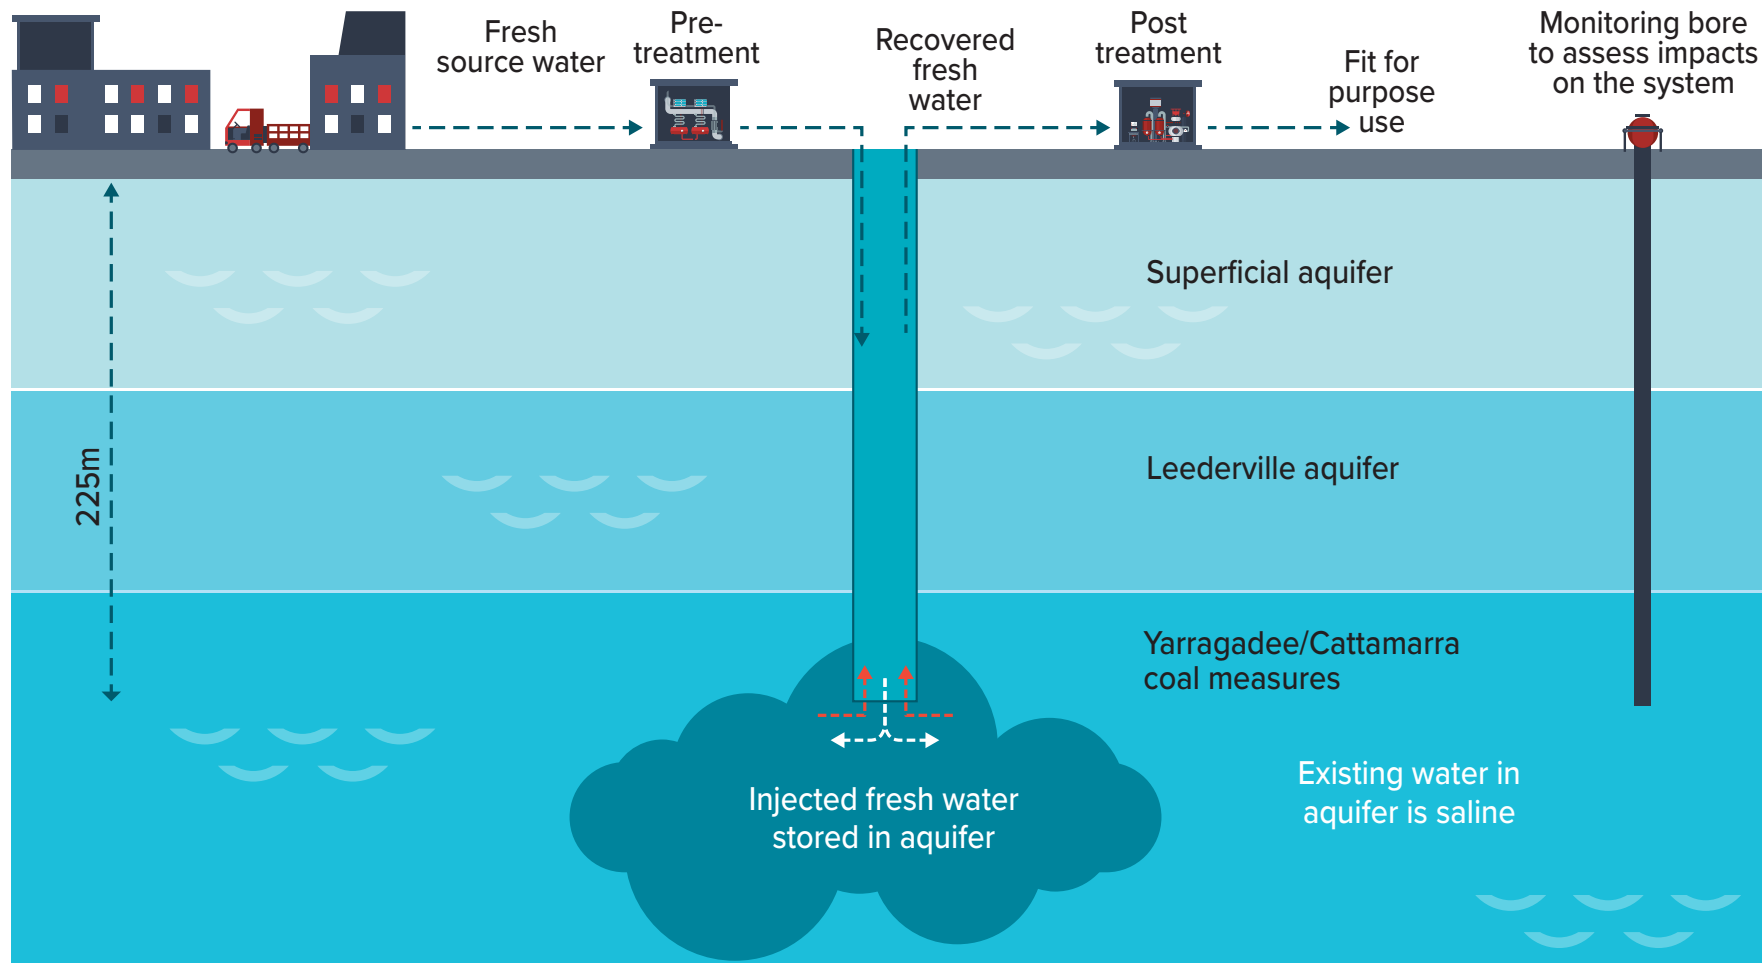 Fresh
source water
Pre-
treatment
Recovered
fresh
water
Post
treatment
Fit for
purpose
use
Monitoring bore
to assess impacts
on the system
225m
Superficial aquifer
Leederville aquifer
Yarragadee/Cattamarra
coal measures
Existing water in
aquifer is saline
Injected fresh water
stored in aquifer